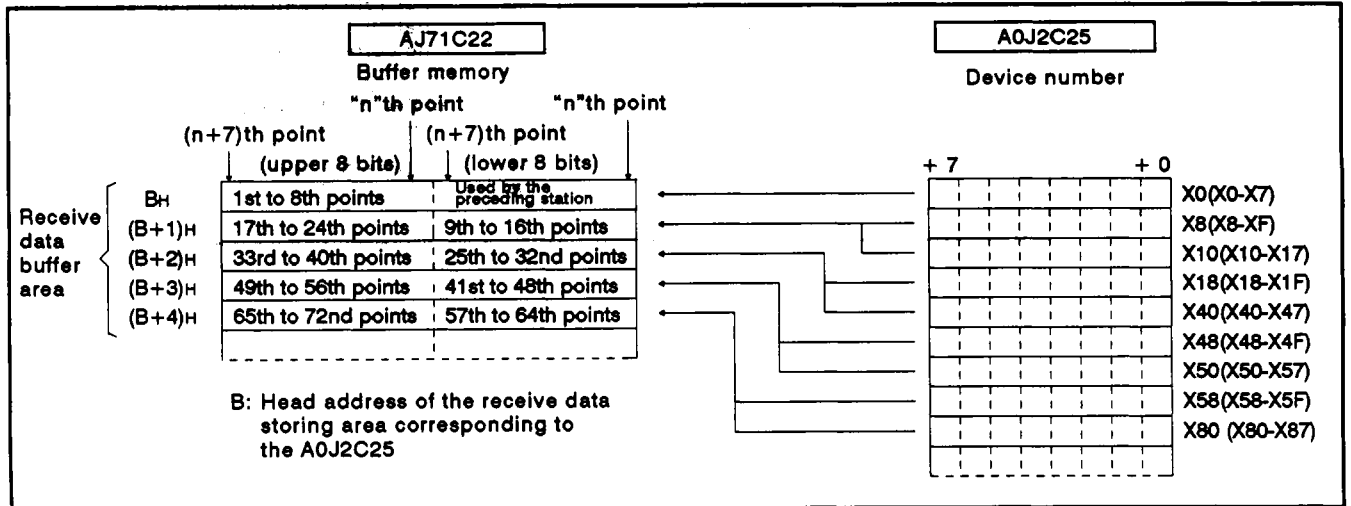 AJ71C22
A0J2C25
Buffer memory
Device number
"n"th point
"n"th point
(n+7)th point
(n+7)th point
(upper 8 bits)
(lower 8 bits)
+ 7
+ 0
Receive data buffer area
BH
1st to 8th points
Used by the preceding station
X0(X0-X7)
(B+1)H
17th to 24th points
9th to 16th points
X8(X8-XF)
X10(X10-X17)
(B+2)H
33rd to 40th points
25th to 32nd points
X18(X18-X1F)
X40(X40-X47)
(B+3)H
49th to 56th points
41st to 48th points
X48(X48-X4F)
X50(X50-X57)
(B+4)H
65th to 72nd points
57th to 64th points
X58(X58-X5F)
X80 (X80-X87)
B: Head address of the receive data
storing area corresponding to
the A0J2C25